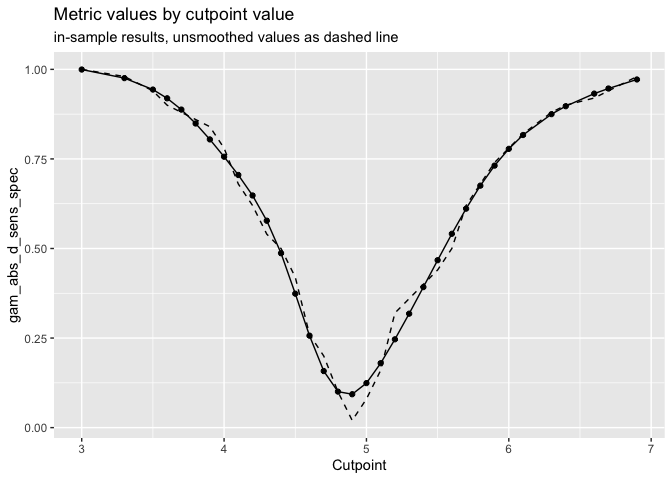 Metric values by cutpoint value
in-sample results, unsmoothed values as dashed line
gam_abs_d_sens_spec
1.00
0.75
0.50
0.25
0.00
3
4
5
6
7
Cutpoint